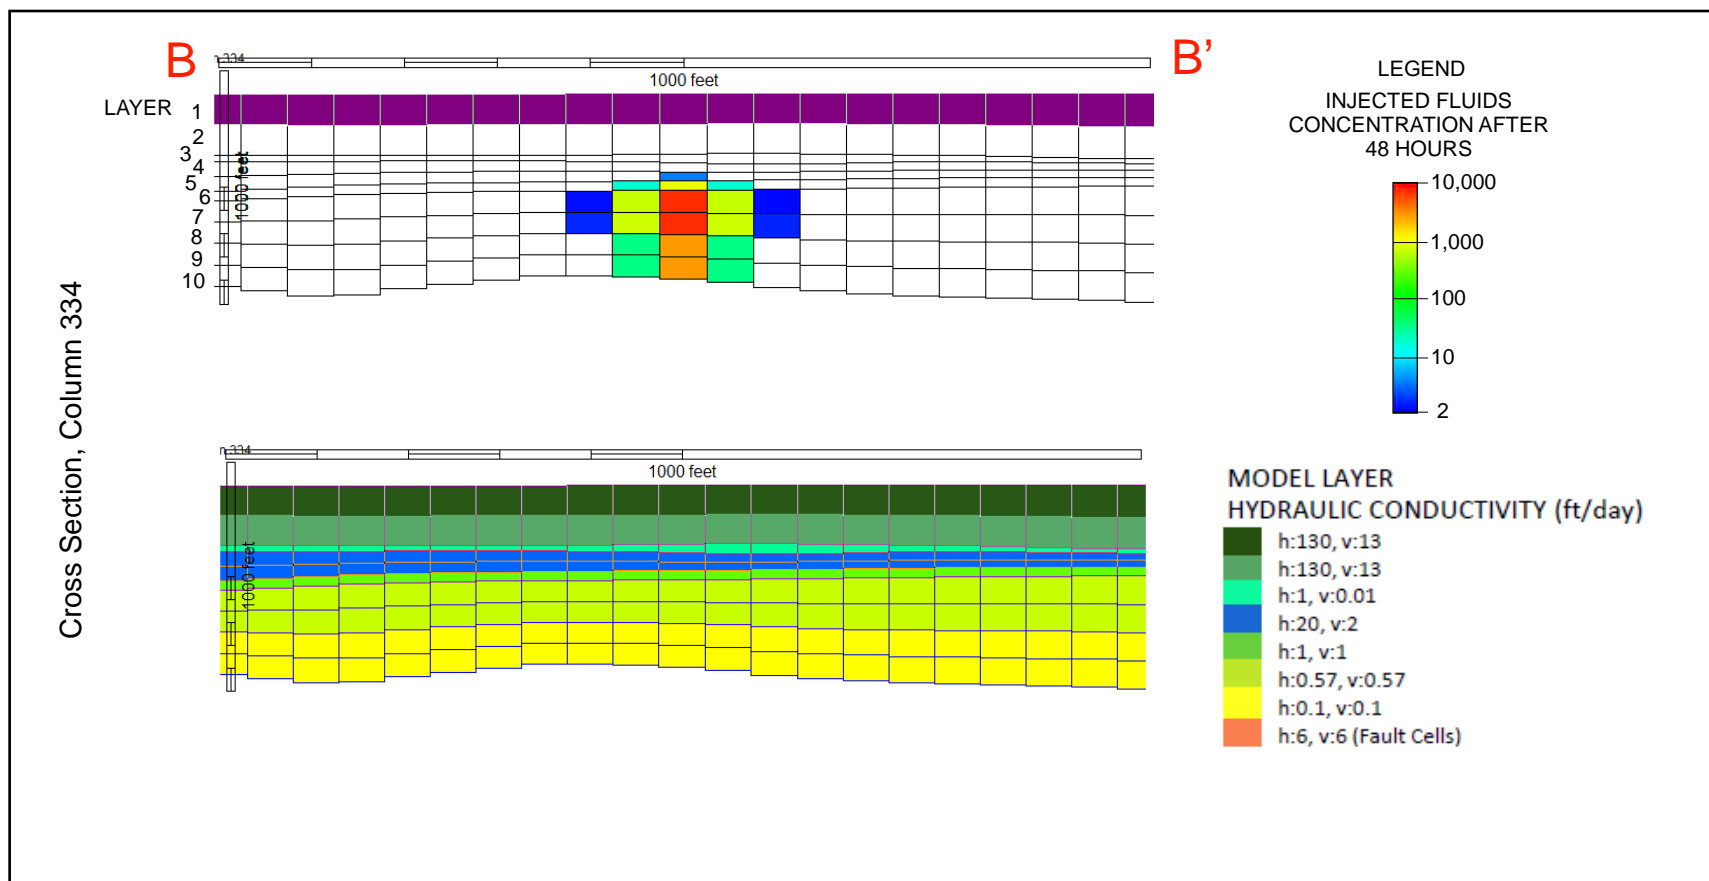 B
B’
334
1000 feet
LAYER
1
2
3
4
5
6
7
8
9
10
1000 feet
Cross Section, Column 334
LEGEND
INJECTED FLUIDS
CONCENTRATION AFTER
48 HOURS
10,000
1,000
100
10
2
334
1000 feet
1000 feet
MODEL LAYER
HYDRAULIC CONDUCTIVITY (ft/day)
h:130, v:13
h:130, v:13
h:1, v:0.01
h:20, v:2
h:1, v:1
h:0.57, v:0.57
h:0.1, v:0.1
h:6, v:6 (Fault Cells)